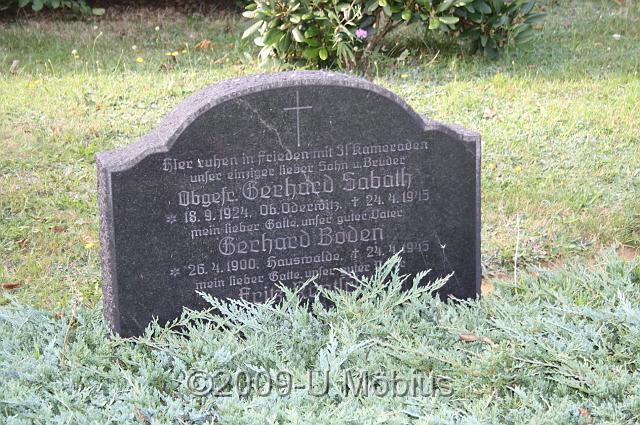 Hier ruhen in Frieden mit 31 Kameraden
unser einziger lieber Sohn u. Bruder
Obgefr. Gerhard Sabath
* 18.9.1924, Ob. Oderwitz, † 24.4.1945
mein lieber Gatte, unser guter Vater
Gerhard Boden
* 26.4.1900, Hauswalde, † 24.4.1945
mein lieber Gatte, unser guter
©2009-U Möbius